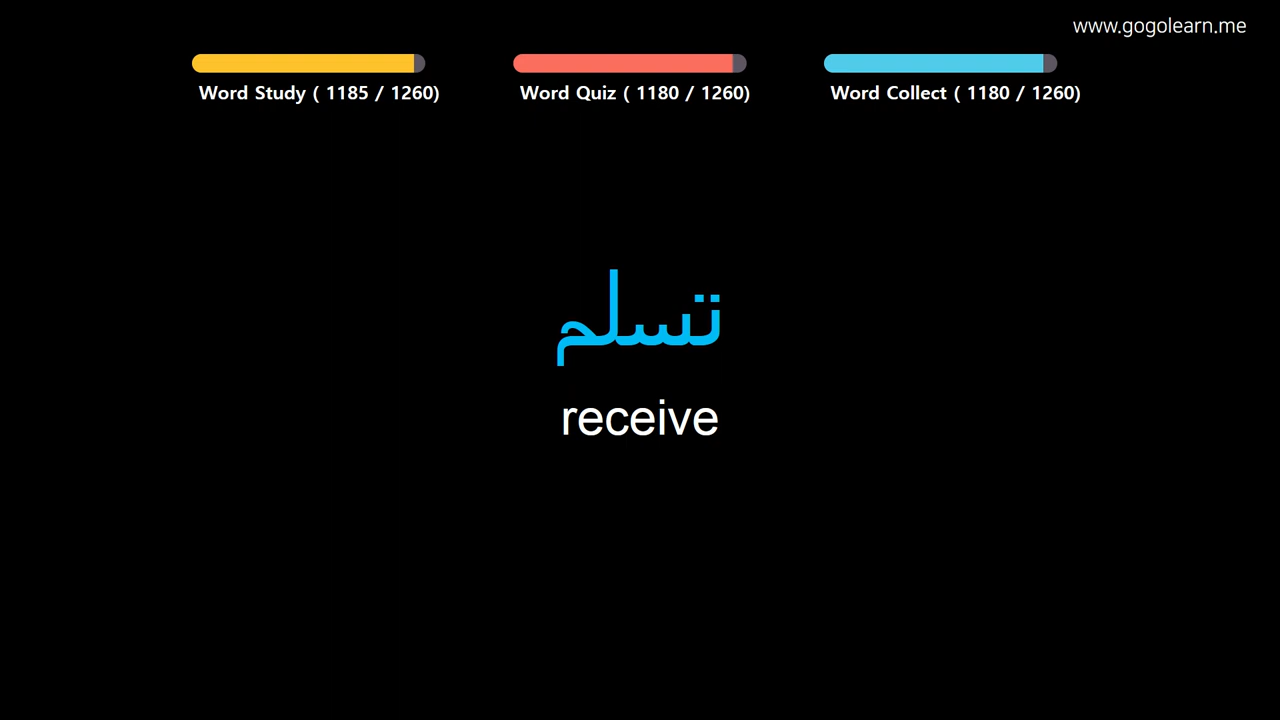 www.gogolearn.me
Word Study ( 1185 / 1260)
Word Quiz ( 1180 / 1260)
Word Collect ( 1180 / 1260)
تسلم
receive